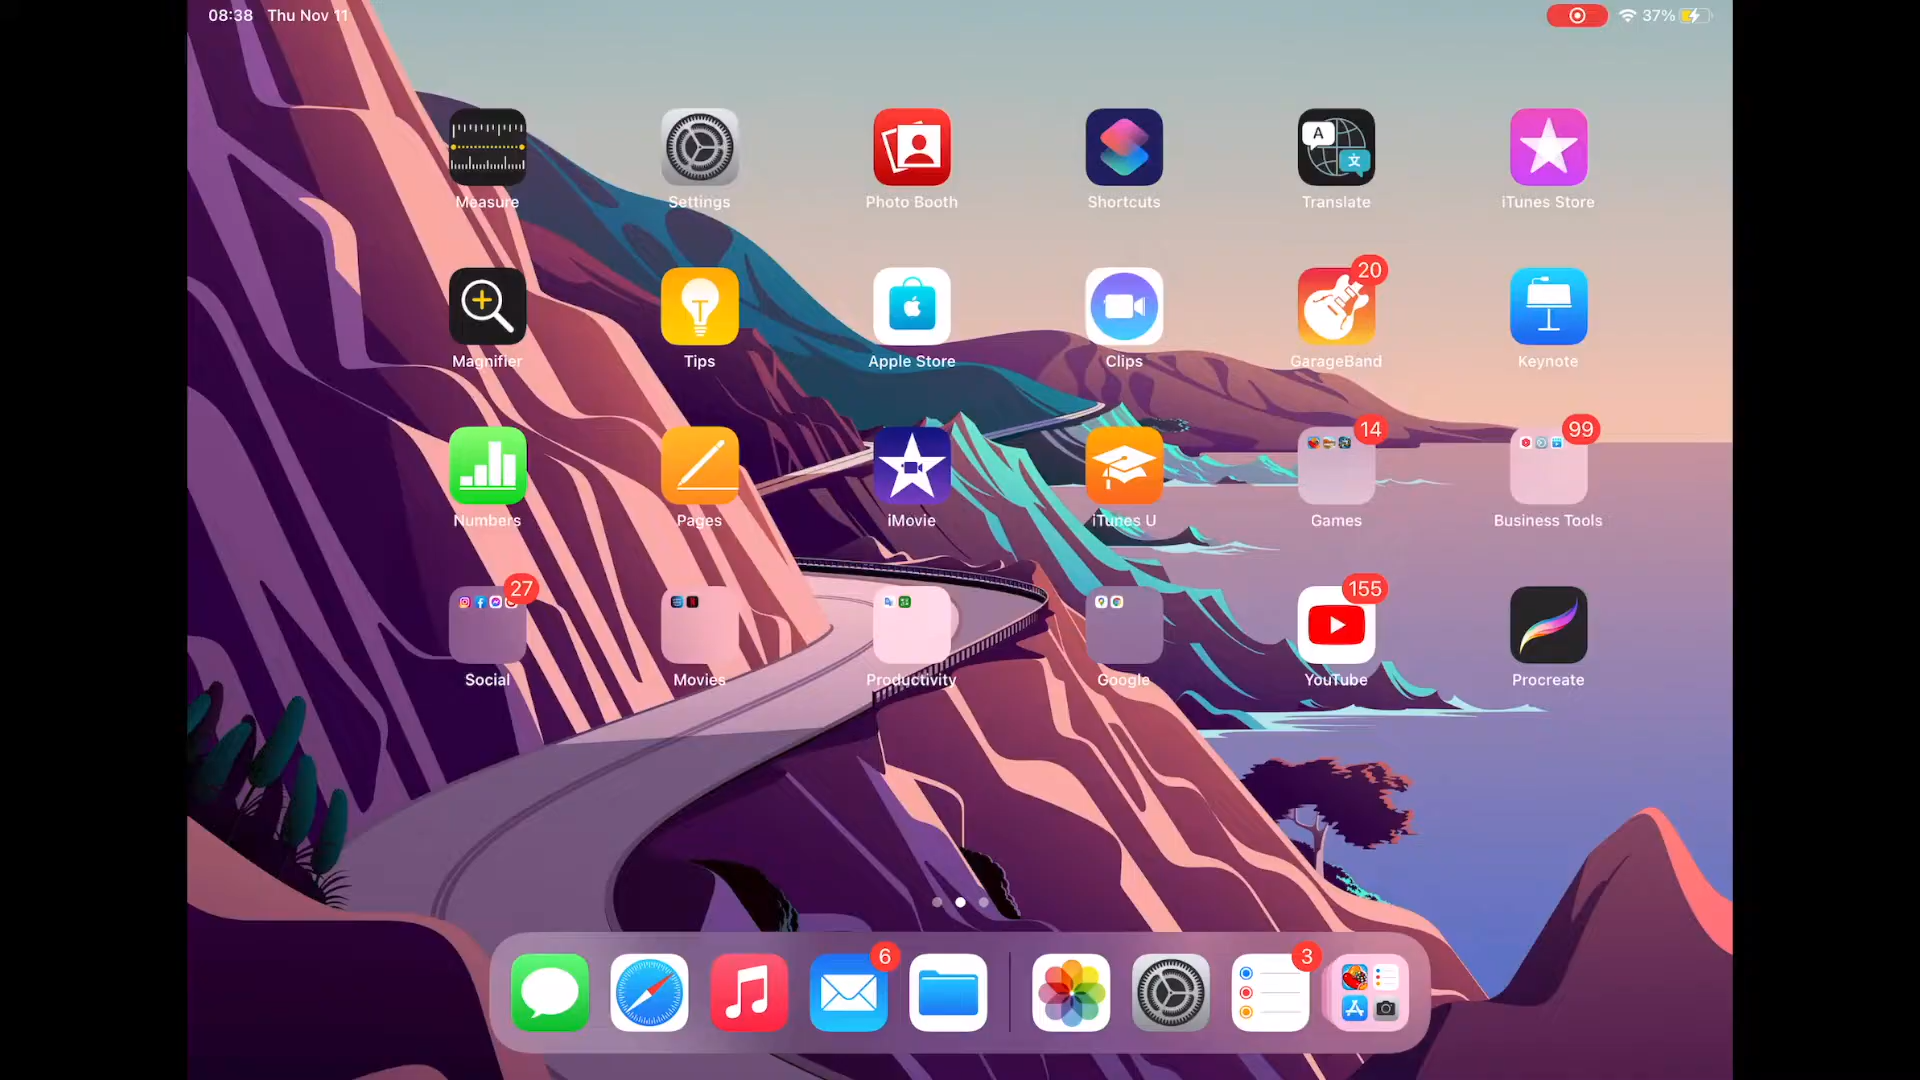 08:38 Thu Nov 11
37%
Measure
Settings
Photo Booth
Shortcuts
A
文
Translate
iTunes Store
20
Magnifier
Tips
Apple Store
Clips
GarageBand
Keynote
14
99
Numbers
Pages
iMovie
iTunes U
Games
Business Tools
27
155
Social
Movies
Productivity
Google
YouTube
Procreate
6
3